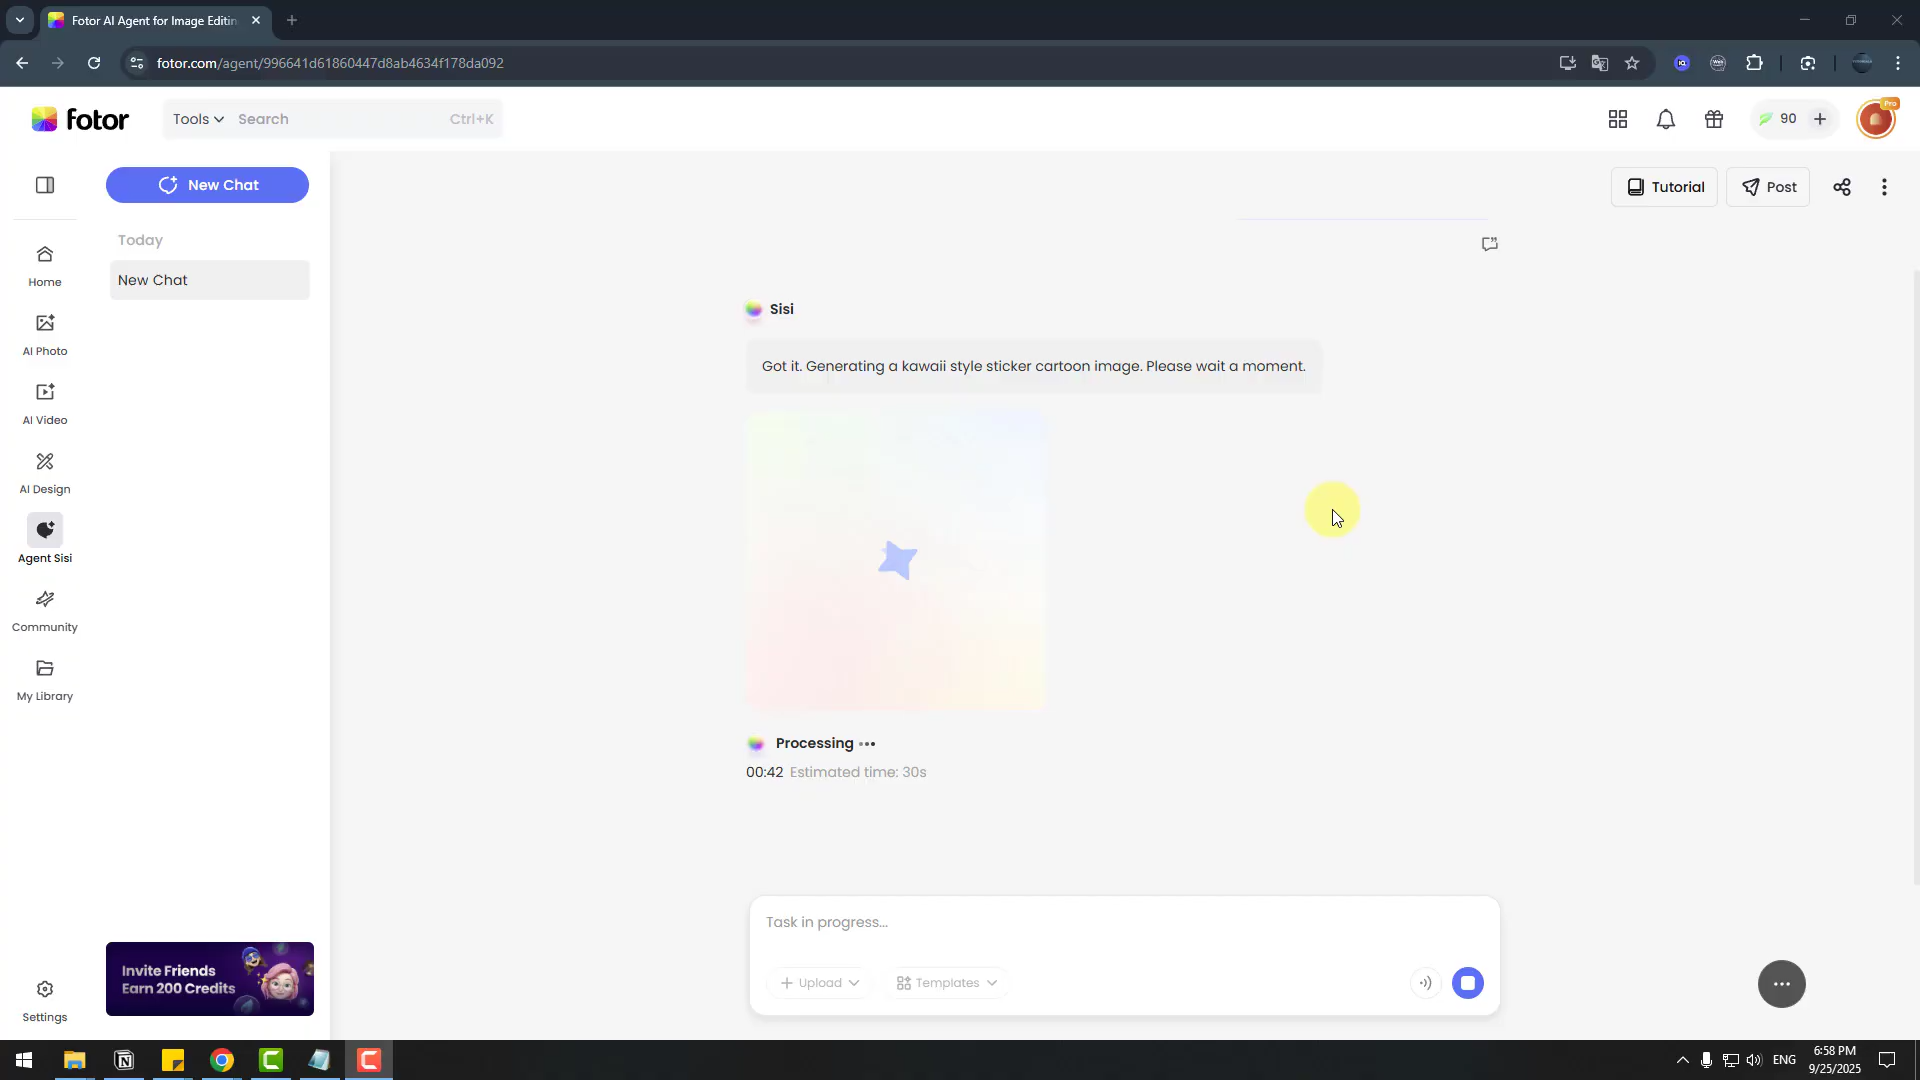 Fotor AI Agent for Image Editin
fotor.com/agent/996641d61860447d8ab4634f178da092
fotor
Tools
Search
Ctrl+K
90
Pro
New Chat
Tutorial
Post
Today
New Chat
Home
AI Photo
AI Video
AI Design
Agent Sisi
Community
My Library
Sisi
Got it. Generating a kawaii style sticker cartoon image. Please wait a moment.
Processing •••
00:42 Estimated time: 30s
Task in progress...
Upload
Templates
Invite Friends
Earn 200 Credits
Settings
ENG
6:58 PM
9/25/2025